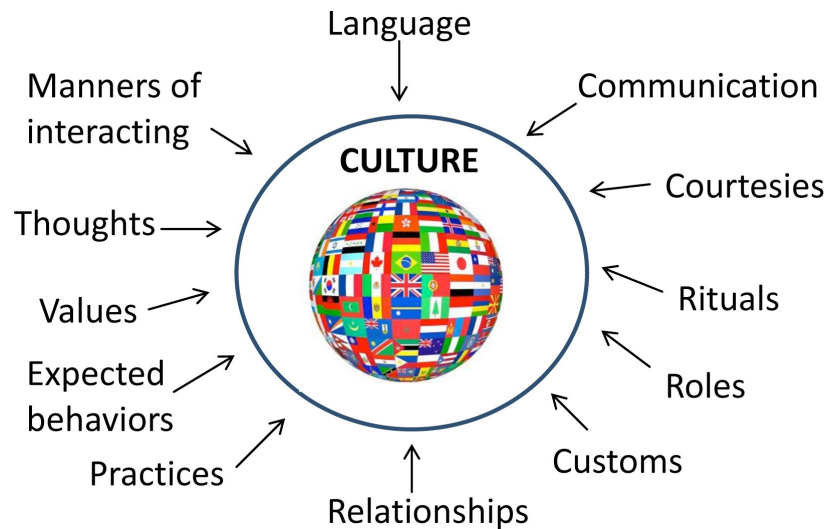 Language
Manners of
interacting
Communication
CULTURE
Courtesies
Thoughts
Values
Rituals
Expected
behaviors
Roles
Practices
Customs
Relationships